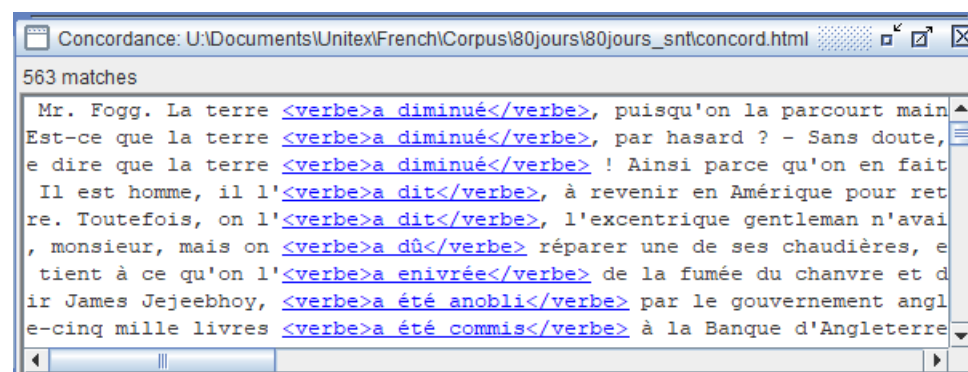 Concordance: U:\Documents\Unitex\French\Corpus\80jours\80jours_snt\concord.html
563 matches
Mr. Fogg. La terre <verbe>a diminué</verbe>, puisqu'on la parcourt main
Est-ce que la terre <verbe>a diminué</verbe>, par hasard ? - Sans doute,
e dire que la terre <verbe>a diminué</verbe> ! Ainsi parce qu'on en fait
Il est homme, il l'<verbe>a dit</verbe>, à revenir en Amérique pour ret
re. Toutefois, on l'<verbe>a dit</verbe>, l'excentrique gentleman n'avai
, monsieur, mais on <verbe>a dû</verbe> réparer une de ses chaudières, e
tient à ce qu'on l'<verbe>a enivrée</verbe> de la fumée du chanvre et d
ir James Jejeebhoy, <verbe>a été anobli</verbe> par le gouvernement angl
e-cinq mille livres <verbe>a été commis</verbe> à la Banque d'Angleterre